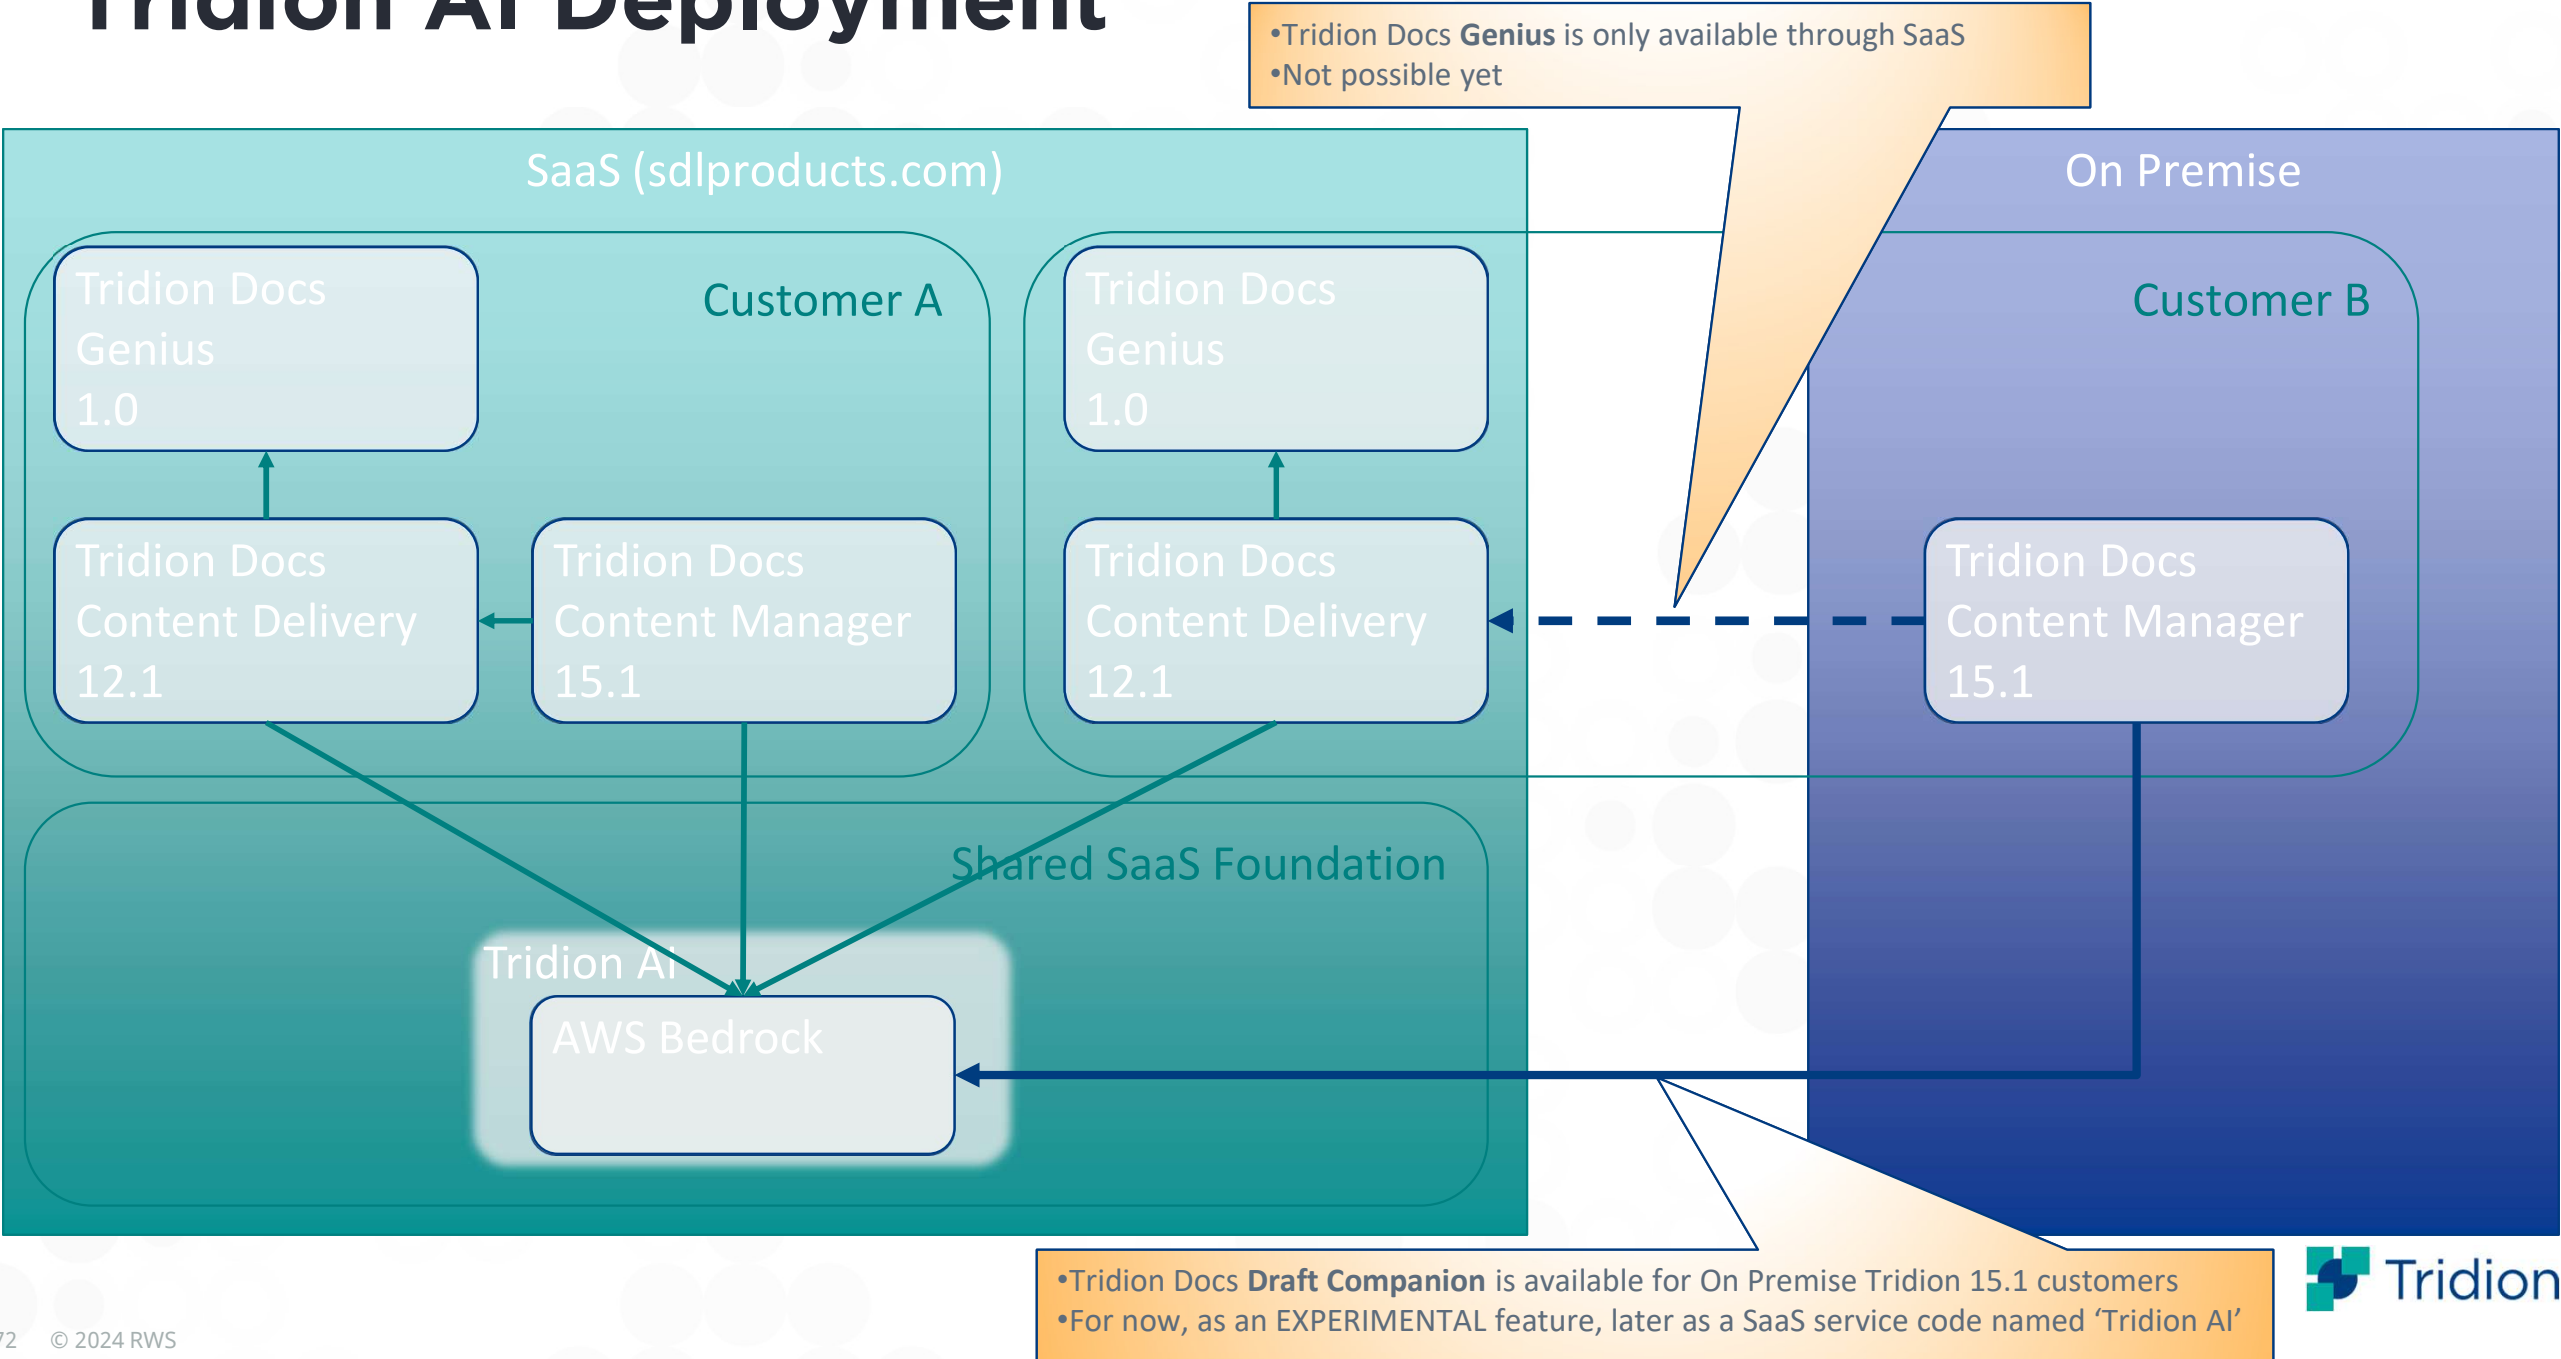 Tridion AI Deployment
•Tridion Docs Genius is only available through SaaS
•Not possible yet
SaaS (sdlproducts.com)
On Premise
Tridion Docs
Genius
1.0
Customer A
Tridion Docs
Genius
1.0
Customer B
Tridion Docs
Content Delivery
12.1
Tridion Docs
Content Manager
15.1
Tridion Docs
Content Delivery
12.1
Tridion Docs
Content Manager
15.1
Shared SaaS Foundation
Tridion AI
AWS Bedrock
•Tridion Docs Draft Companion is available for On Premise Tridion 15.1 customers
•For now, as an EXPERIMENTAL feature, later as a SaaS service code named ‘Tridion AI’
Tridion
72 © 2024 RWS